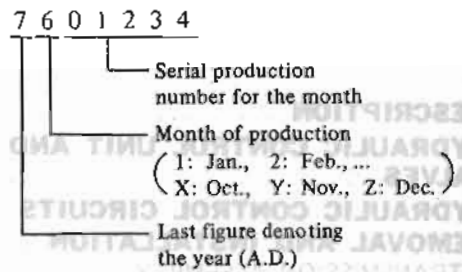 7 6 0 1 2 3 4
Serial production
number for the month
Month of production
(1: Jan., 2: Feb., ...
X: Oct., Y: Nov., Z: Dec.)
Last figure denoting
the year (A.D.)